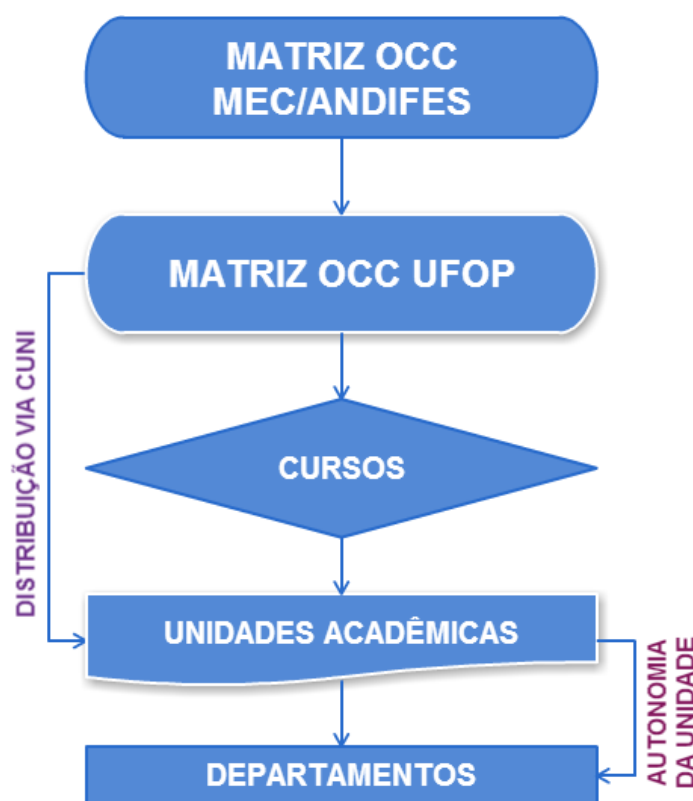 MATRIZ OCC
MEC/ANDIFES
MATRIZ OCC UFOP
DISTRIBUIÇÃO VIA CUNI
CURSOS
UNIDADES ACADÊMICAS
AUTONOMIA
DA UNIDADE
DEPARTAMENTOS